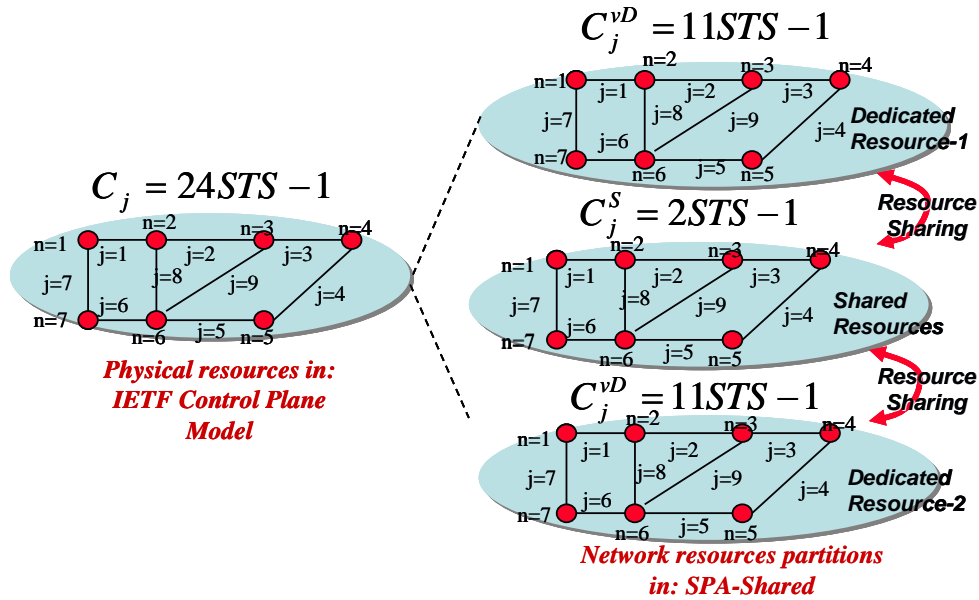 C_j = 24STS − 1
n=1
n=2
n=3
n=4
j=1
j=2
j=3
j=7
j=8
j=9
j=4
j=6
n=7
n=6
j=5
n=5
Physical resources in:
IETF Control Plane
Model
C_j^{vD} = 11STS − 1
n=1
n=2
n=3
n=4
j=1
j=2
j=3
j=7
j=8
j=9
j=4
j=6
n=7
n=6
j=5
n=5
Dedicated
Resource-1
Resource
Sharing
C_j^S = 2STS − 1
n=1
n=2
n=3
n=4
j=1
j=2
j=3
j=7
j=8
j=9
j=4
j=6
n=7
n=6
j=5
n=5
Shared
Resources
Resource
Sharing
C_j^{vD} = 11STS − 1
n=1
n=2
n=3
n=4
j=1
j=2
j=3
j=7
j=8
j=9
j=4
j=6
n=7
n=6
j=5
n=5
Dedicated
Resource-2
Network resources partitions
in: SPA-Shared